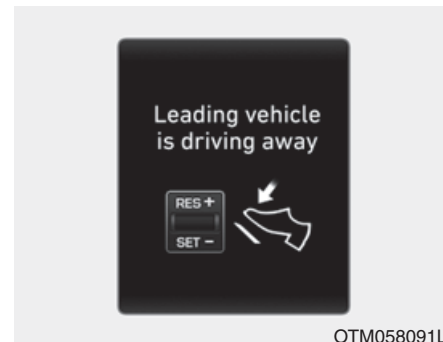 Leading vehicle
is driving away
RES +
SET -
OTM058091L